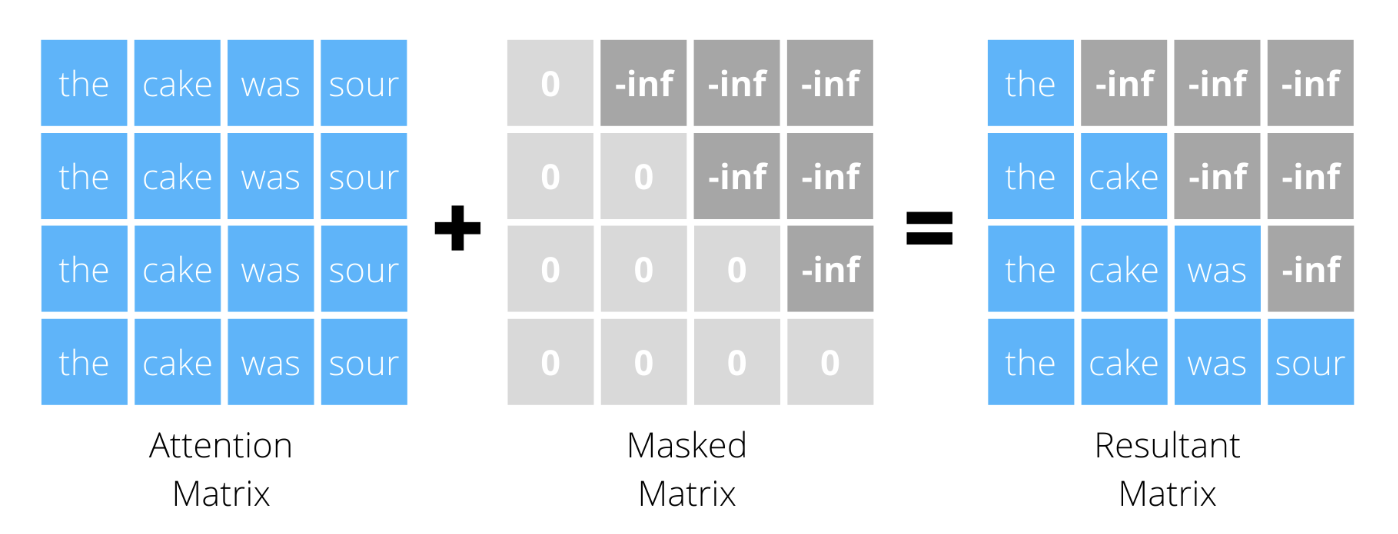 the cake was sour 0 -inf -inf -inf the -inf -inf -inf
the cake was sour 0 0 -inf -inf the cake -inf -inf
+ =
the cake was sour 0 0 0 -inf the cake was -inf
the cake was sour 0 0 0 0 the cake was sour
Attention Masked Resultant
Matrix Matrix Matrix